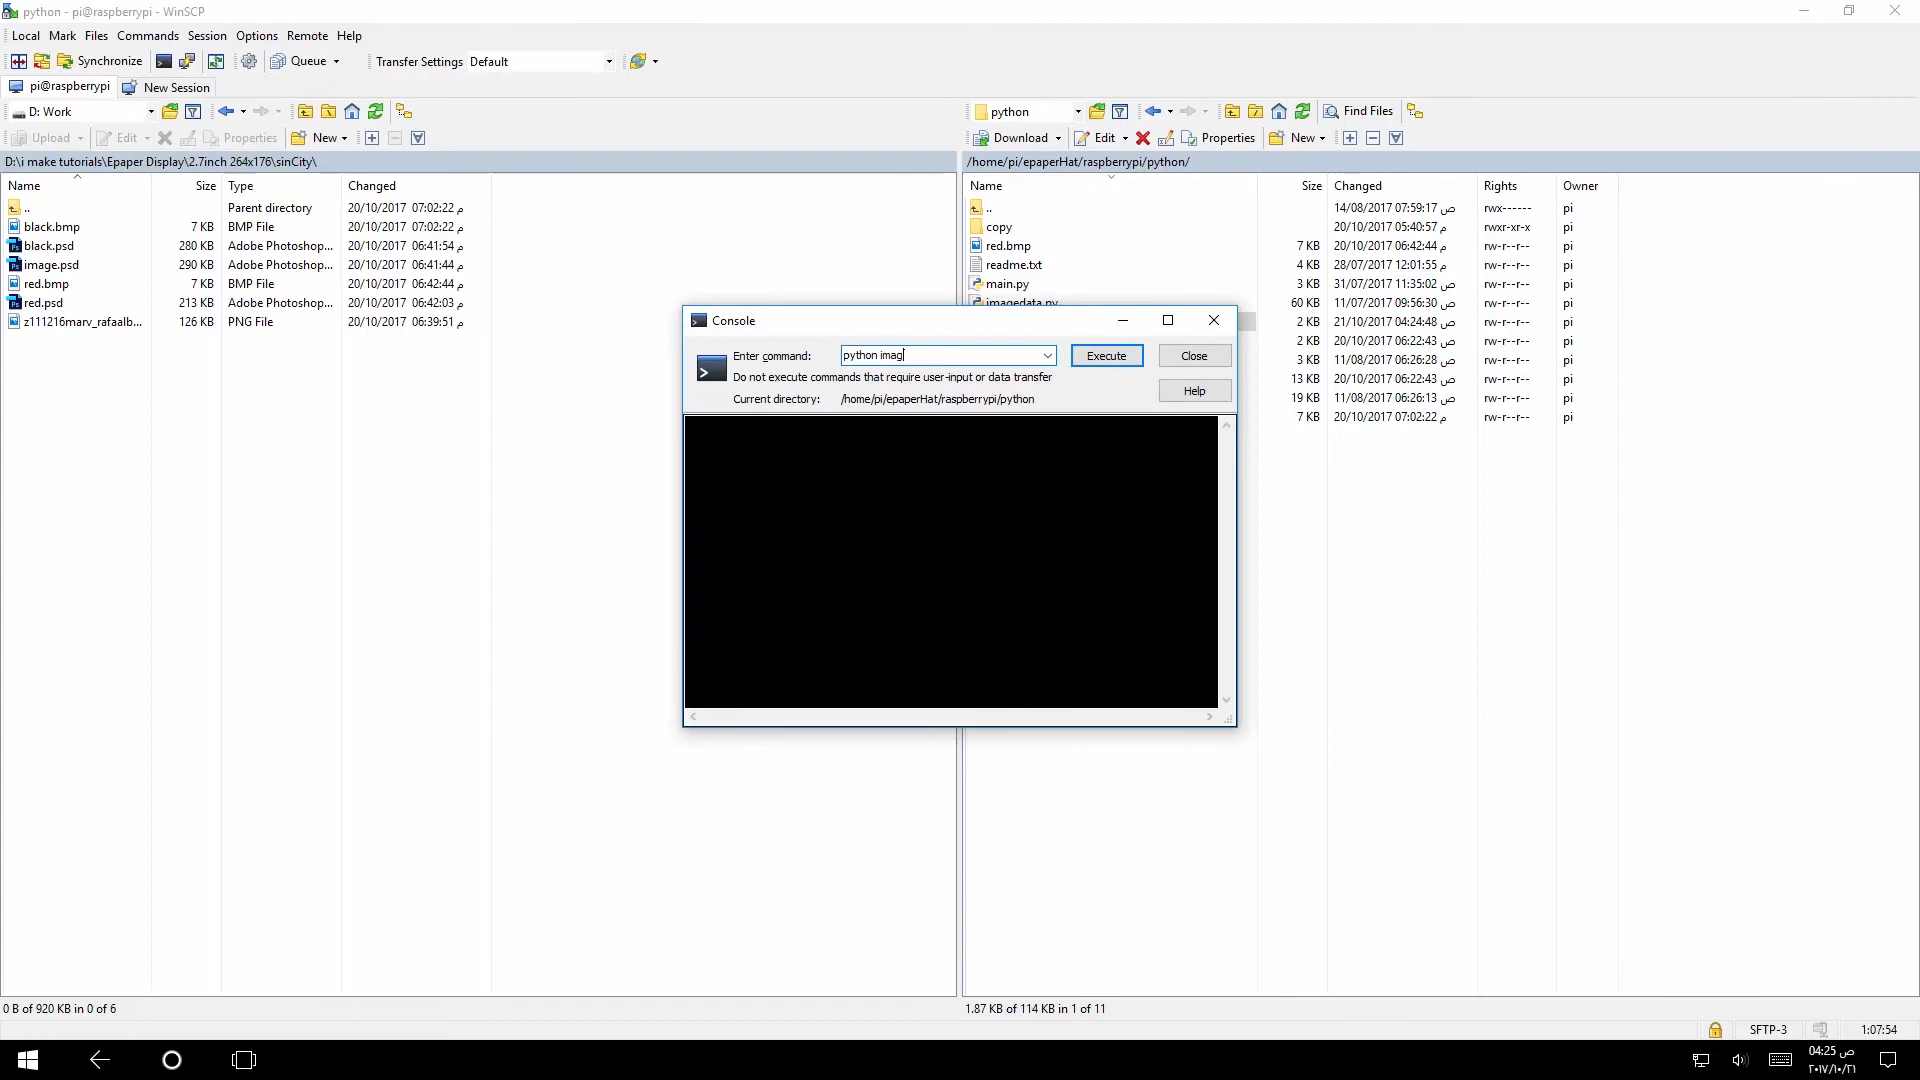 python - pi@raspberrypi - WinSCP
Local Mark Files Commands Session Options Remote Help
Synchronize Queue Transfer Settings Default
pi@raspberrypi New Session
D: Work
Upload Edit Properties New
D:\i make tutorials\Epaper Display\2.7inch 264x176\sinCity\
Name Size Type Changed
.. Parent directory 20/10/2017 07:02:22 م
black.bmp 7 KB BMP File 20/10/2017 07:02:22 م
black.psd 280 KB Adobe Photoshop... 20/10/2017 06:41:54 م
image.psd 290 KB Adobe Photoshop... 20/10/2017 06:41:44 م
red.bmp 7 KB BMP File 20/10/2017 06:42:44 م
red.psd 213 KB Adobe Photoshop... 20/10/2017 06:42:03 م
z111216marv_rafaalb... 126 KB PNG File 20/10/2017 06:39:51 م
0 B of 920 KB in 0 of 6
python Find Files
Download Edit Properties New
/home/pi/epaperHat/raspberrypi/python/
Name Size Changed Rights Owner
.. 14/08/2017 07:59:17 ص rwx------ pi
copy 20/10/2017 05:40:57 م rwxr-xr-x pi
red.bmp 7 KB 20/10/2017 06:42:44 م rw-r--r-- pi
readme.txt 4 KB 28/07/2017 12:01:55 م rw-r--r-- pi
main.py 3 KB 31/07/2017 11:35:02 ص rw-r--r-- pi
imagedata.py 60 KB 11/07/2017 09:56:30 ص rw-r--r-- pi
2 KB 21/10/2017 04:24:48 ص rw-r--r-- pi
2 KB 20/10/2017 06:22:43 ص rw-r--r-- pi
3 KB 11/08/2017 06:26:28 ص rw-r--r-- pi
13 KB 20/10/2017 06:22:43 ص rw-r--r-- pi
19 KB 11/08/2017 06:26:13 ص rw-r--r-- pi
7 KB 20/10/2017 07:02:22 م rw-r--r-- pi
1.87 KB of 114 KB in 1 of 11
Console
Enter command: python imag Execute Close
Do not execute commands that require user-input or data transfer
Current directory: /home/pi/epaperHat/raspberrypi/python
Help
SFTP-3 1:07:54
04:25 ص
٢٠١٧/١٠/٢١